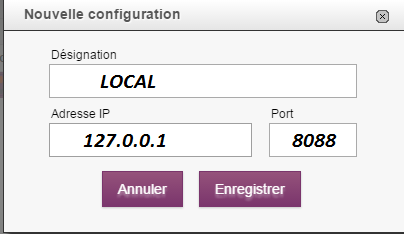 Nouvelle configuration
Désignation
LOCAL
Adresse IP Port
127.0.0.1 8088
Annuler Enregistrer